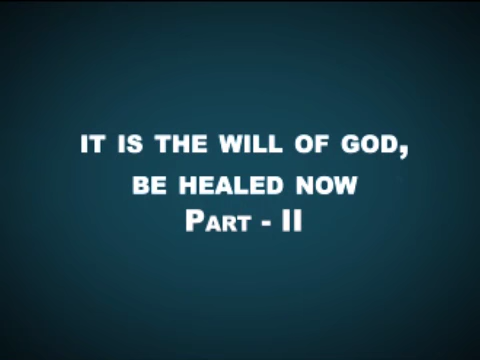 IT IS THE WILL OF GOD,
BE HEALED NOW
PART - II